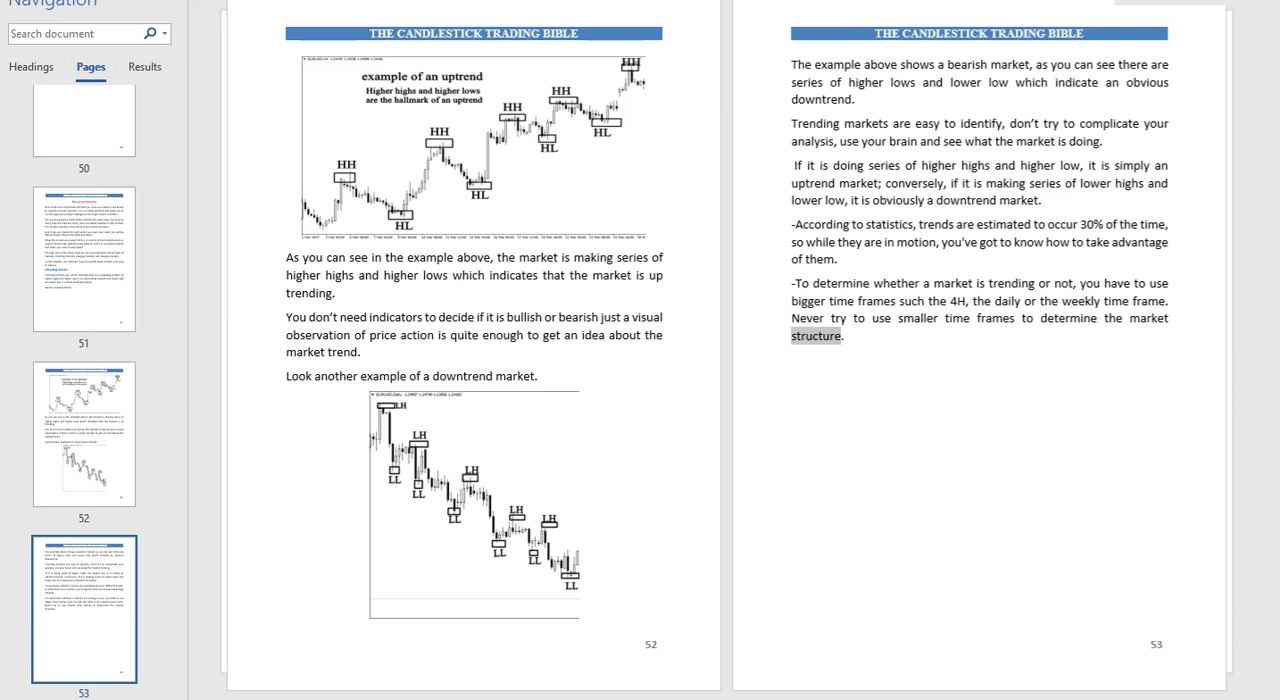 Navigation
Search document
Headings
Pages
Results
50
51
52
53
THE CANDLESTICK TRADING BIBLE
example of an uptrend
Higher highs and higher lows
are the hallmark of an uptrend
HH
HH
HH
HH
HH
HL
HL
HL
HL
As you can see in the example above, the market is making series of
higher highs and higher lows which indicates that the market is up
trending.
You don’t need indicators to decide if it is bullish or bearish just a visual
observation of price action is quite enough to get an idea about the
market trend.
Look another example of a downtrend market.
LH
LH
LH
LH
LH
LL
LL
LL
LL
LL
LL
52
THE CANDLESTICK TRADING BIBLE
The example above shows a bearish market, as you can see there are
series of higher lows and lower low which indicate an obvious
downtrend.
Trending markets are easy to identify, don’t try to complicate your
analysis, use your brain and see what the market is doing.
If it is doing series of higher highs and higher low, it is simply an
uptrend market; conversely, if it is making series of lower highs and
lower low, it is obviously a downtrend market.
-According to statistics, trends are estimated to occur 30% of the time,
so while they are in motion, you've got to know how to take advantage
of them.
-To determine whether a market is trending or not, you have to use
bigger time frames such the 4H, the daily or the weekly time frame.
Never try to use smaller time frames to determine the market
structure.
53